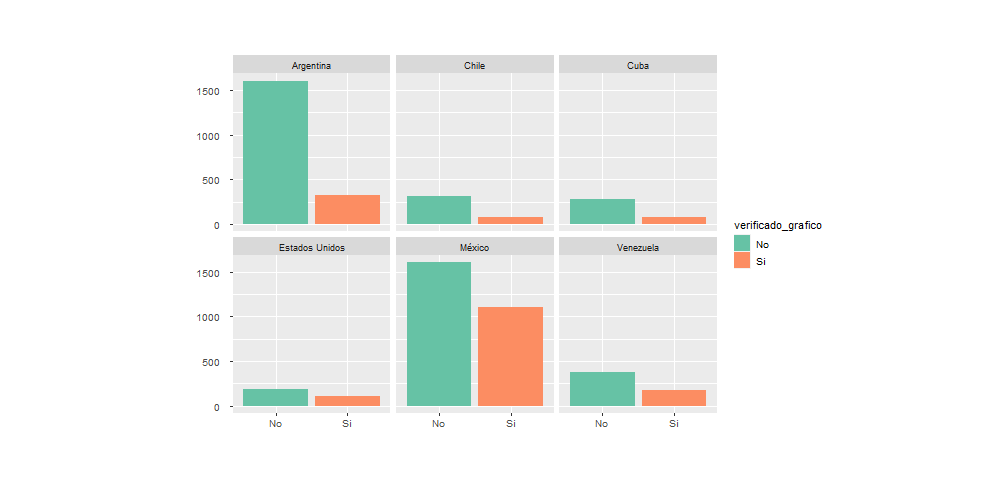 Argentina Chile Cuba
1500
1000
500
0
Estados Unidos México Venezuela
1500
1000
500
0
No Si No Si No Si
verificado_grafico
No
Si